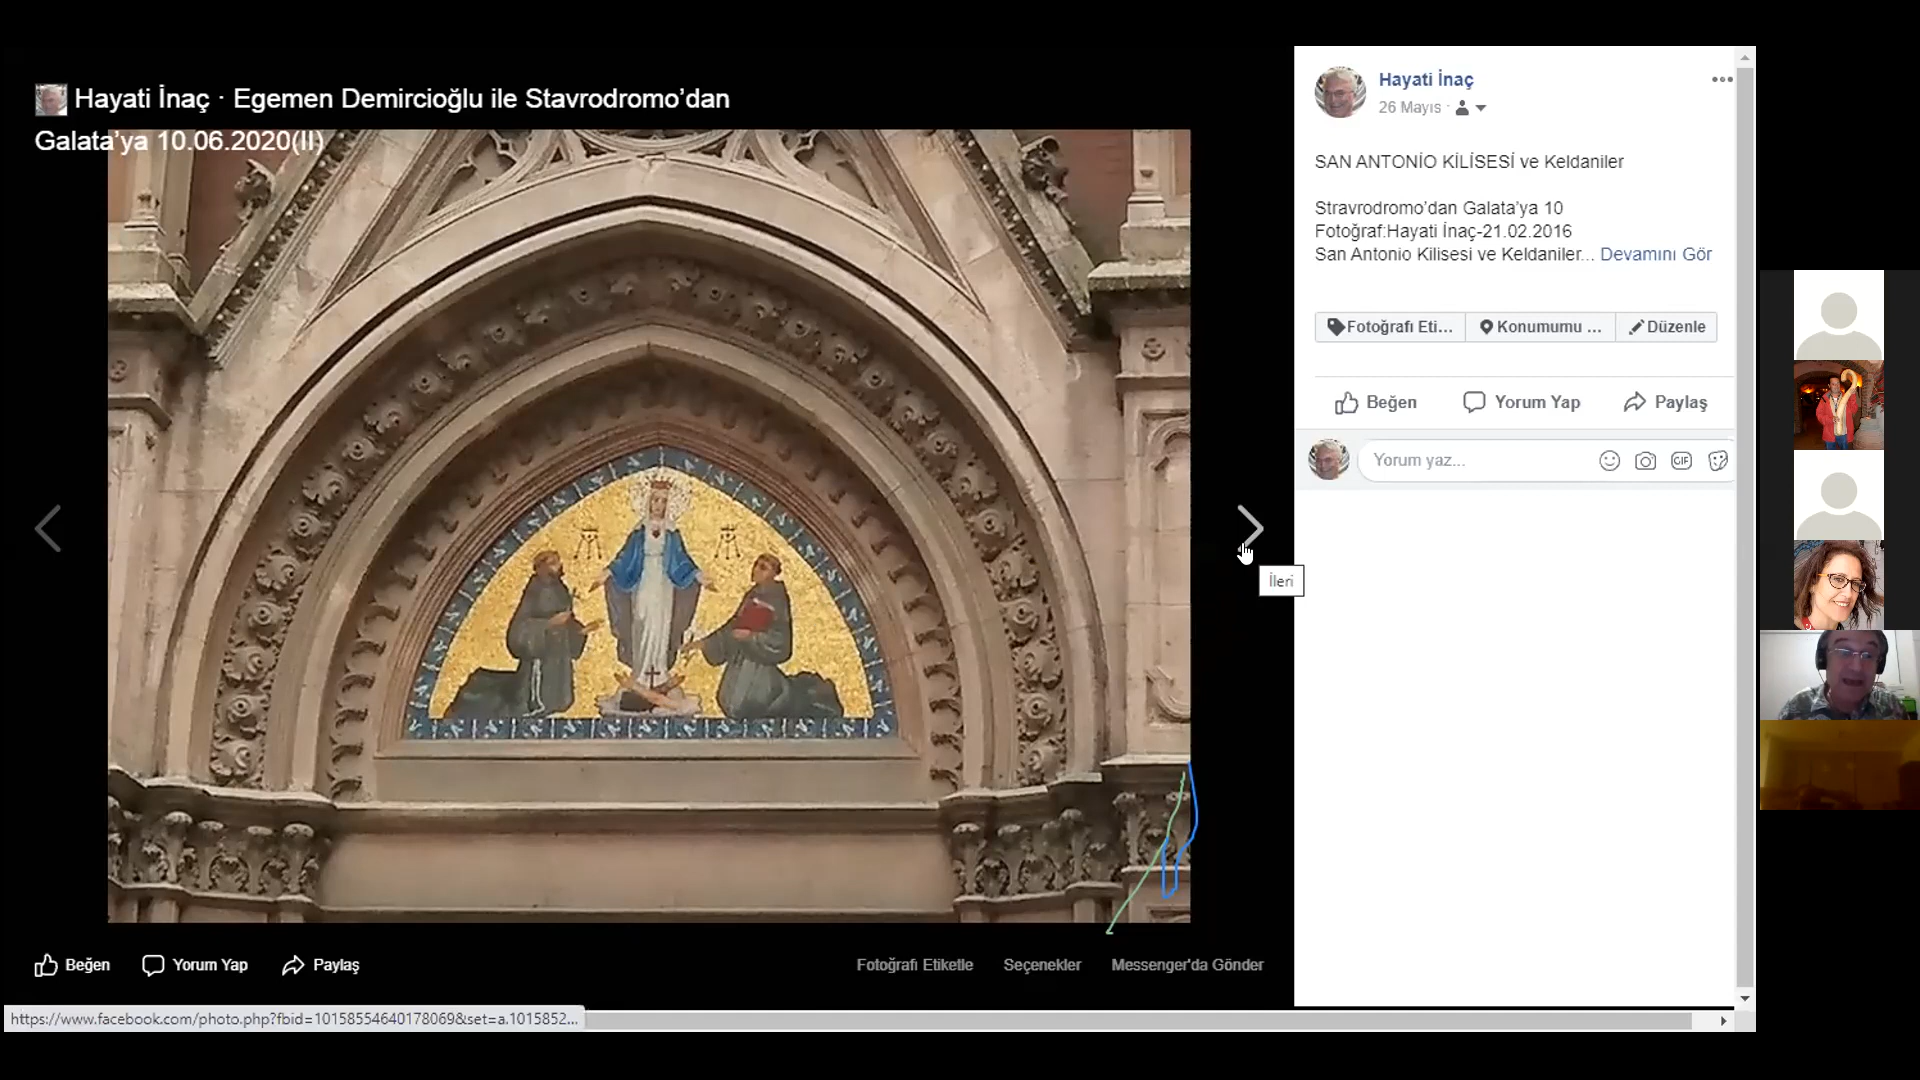 Hayati İnaç · Egemen Demircioğlu ile Stavrodromo’dan
Galata’ya 10.06.2020(II)
Hayati İnaç
26 Mayıs ·
SAN ANTONİO KİLİSESİ ve Keldaniler
Stravrodromo’dan Galata’ya 10
Fotoğraf:Hayati İnaç-21.02.2016
San Antonio Kilisesi ve Keldaniler... Devamını Gör
Fotoğrafı Eti... Konumumu ... Düzenle
Beğen Yorum Yap Paylaş
Yorum yaz...
GIF
İleri
Beğen Yorum Yap Paylaş
Fotoğrafı Etiketle Seçenekler Messenger'da Gönder
https://www.facebook.com/photo.php?fbid=10158554640178069&set=a.1015852...